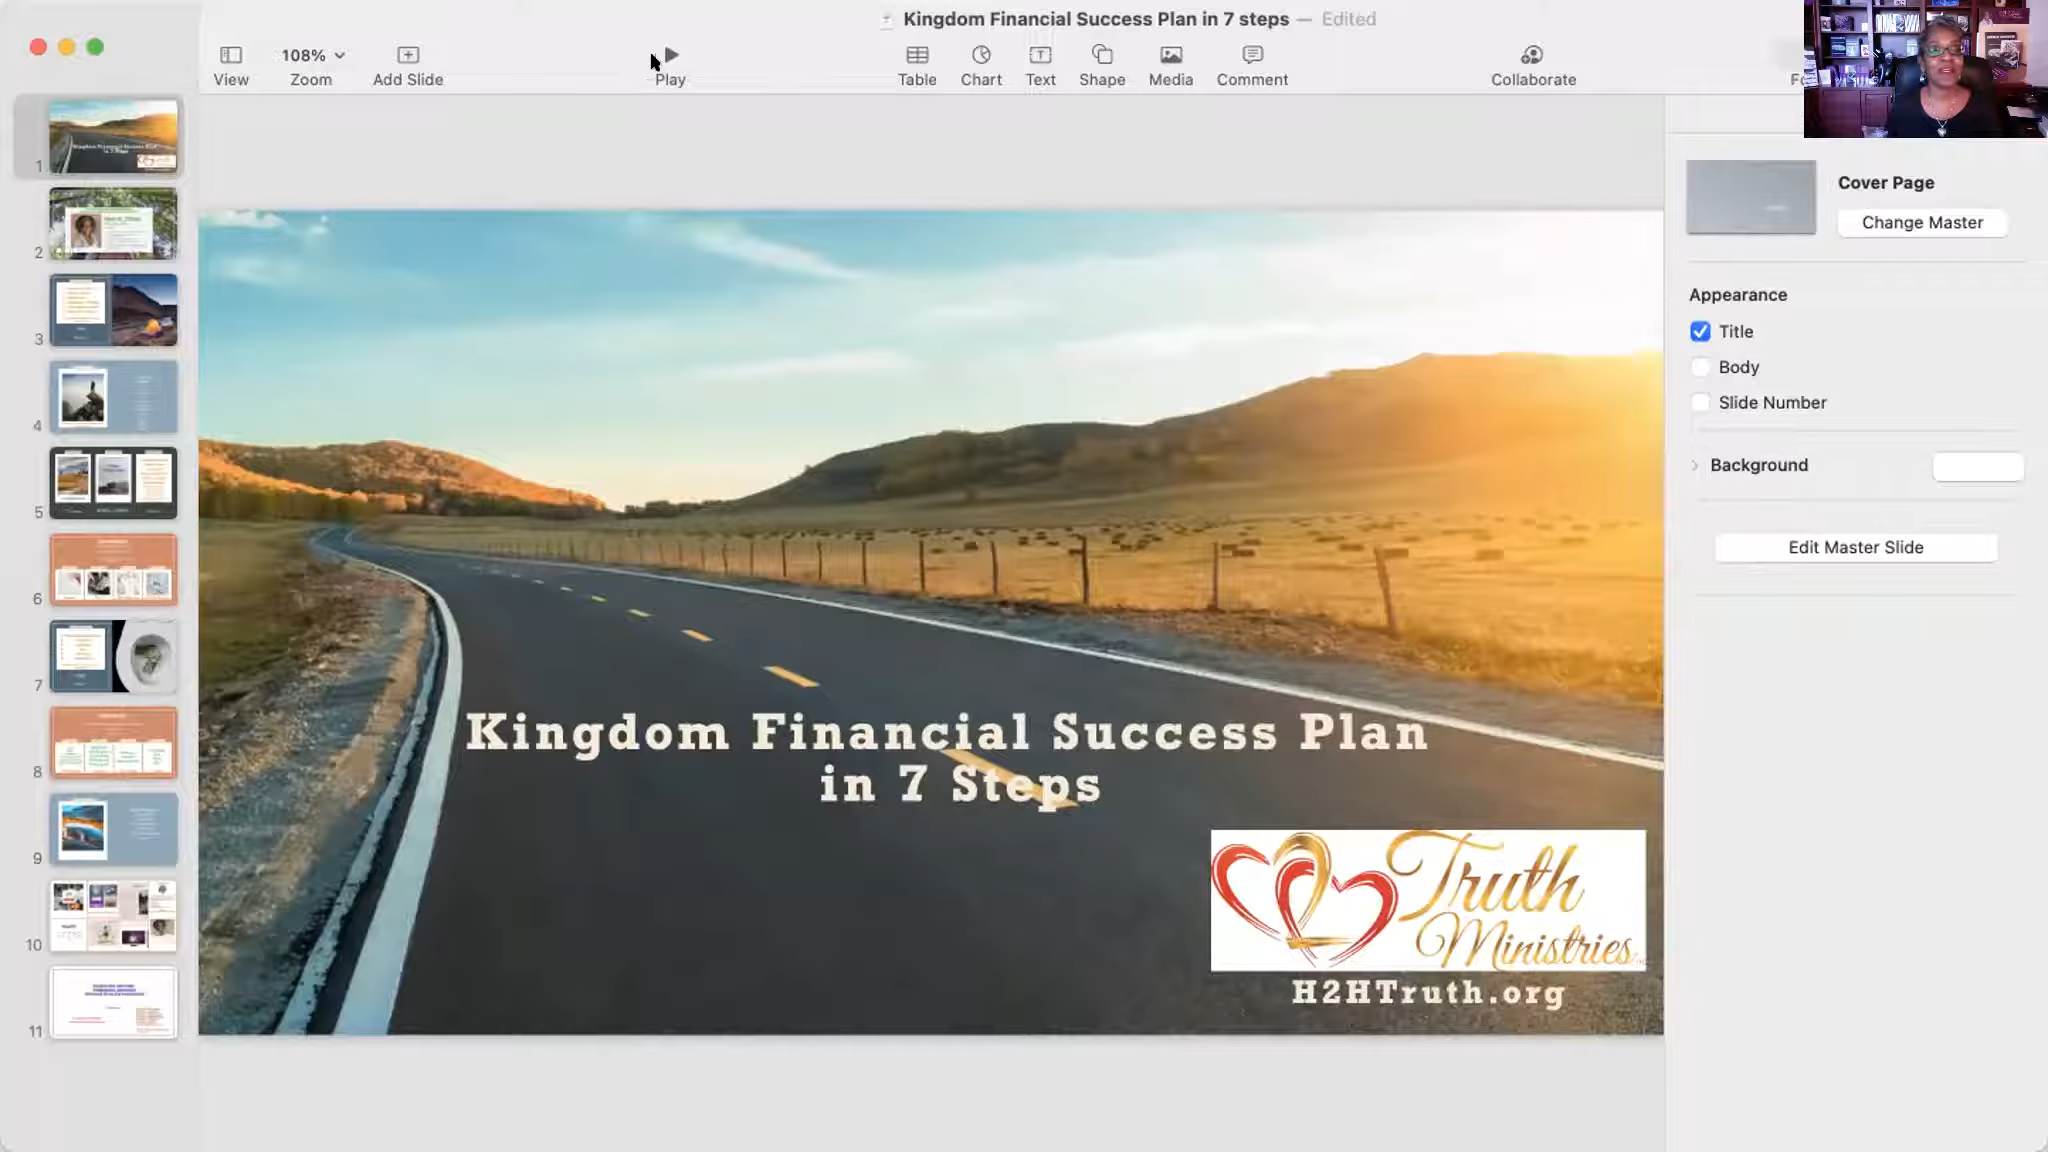 Kingdom Financial Success Plan in 7 steps — Edited
View
108%
Zoom
Add Slide
Play
Table
Chart
Text
Shape
Media
Comment
Collaborate
1
2
3
4
5
6
7
8
9
10
11
Kingdom Financial Success Plan
in 7 Steps
Truth
Ministries
H2HTruth.org
Cover Page
Change Master
Appearance
Title
Body
Slide Number
Background
Edit Master Slide